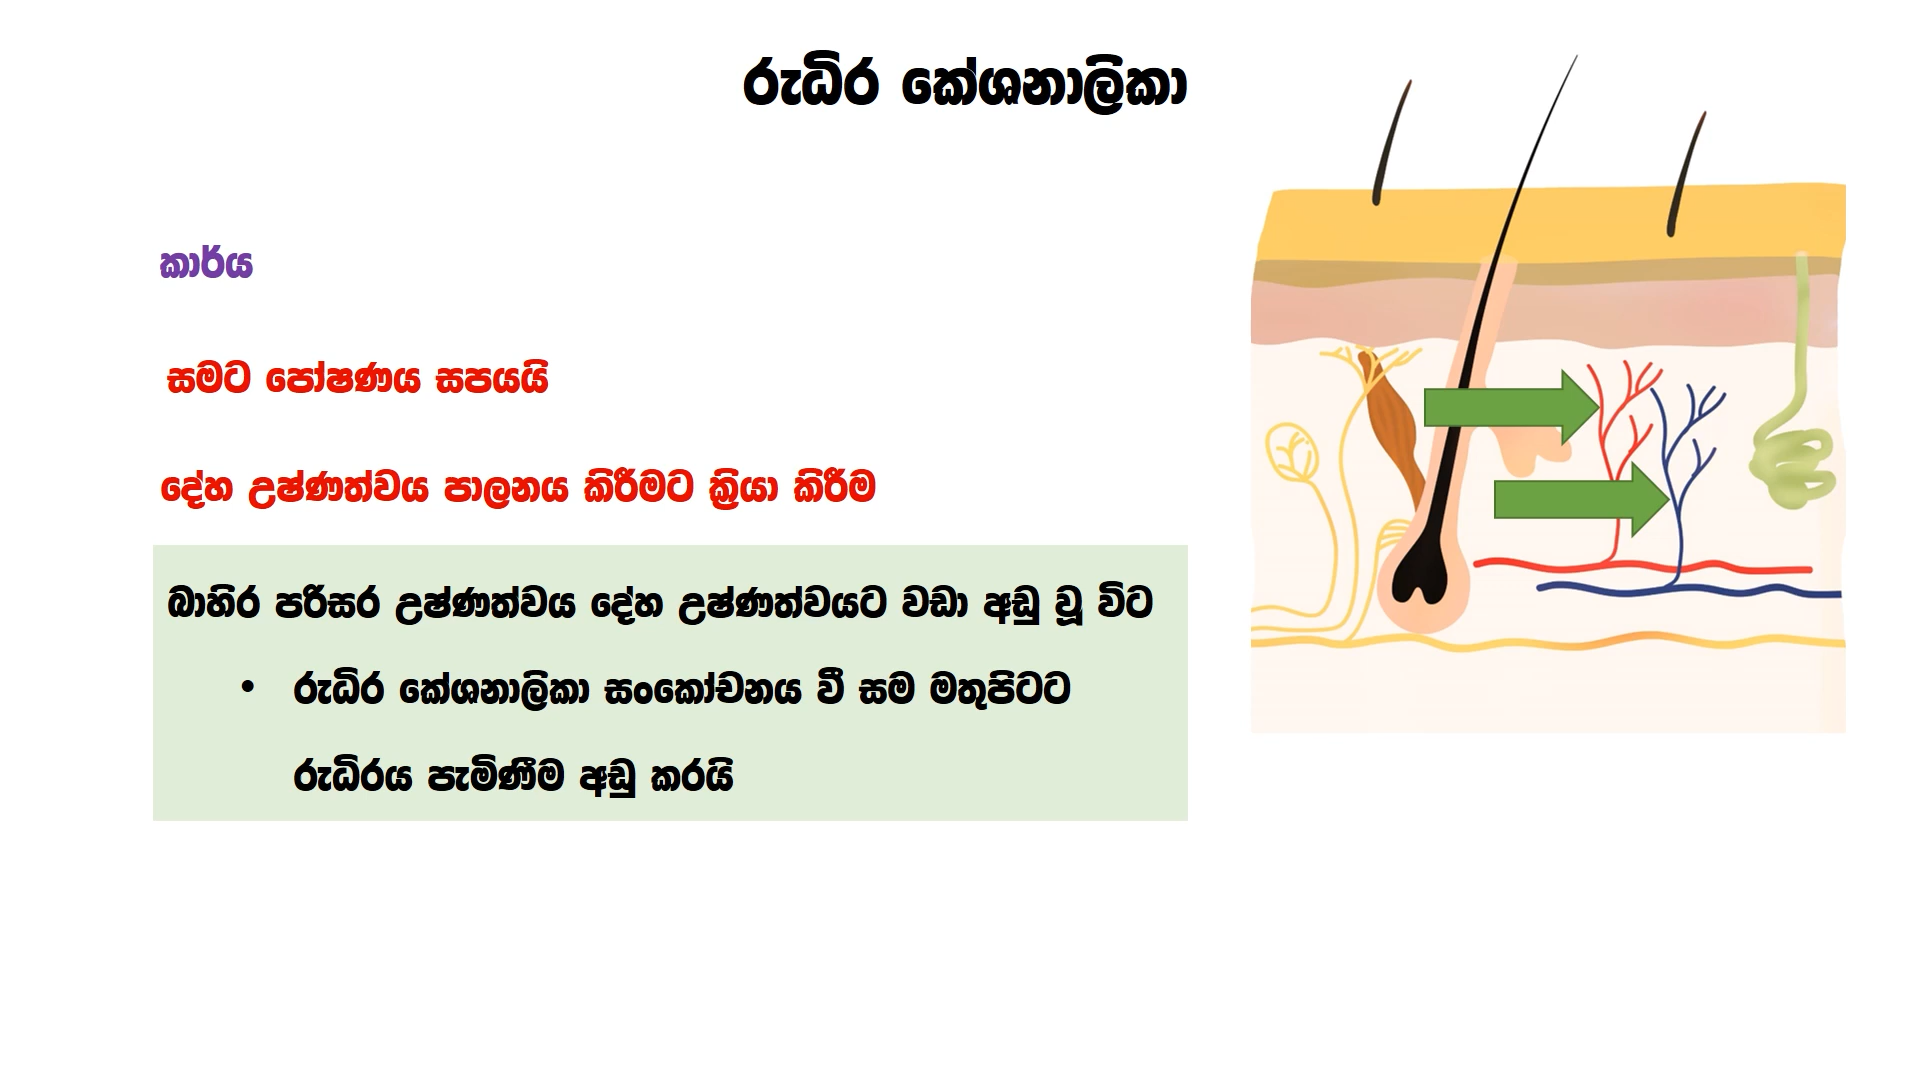 රුධිර කේශනාලිකා
කාර්ය
සමට පෝෂණය සපයයි
දේහ උෂ්ණත්වය පාලනය කිරීමට ක්‍රියා කිරීම
බාහිර පරිසර උෂ්ණත්වය දේහ උෂ්ණත්වයට වඩා අඩු වූ විට
• රුධිර කේශනාලිකා සංකෝචනය වී සම මතුපිටට
රුධිරය පැමිණීම අඩු කරයි